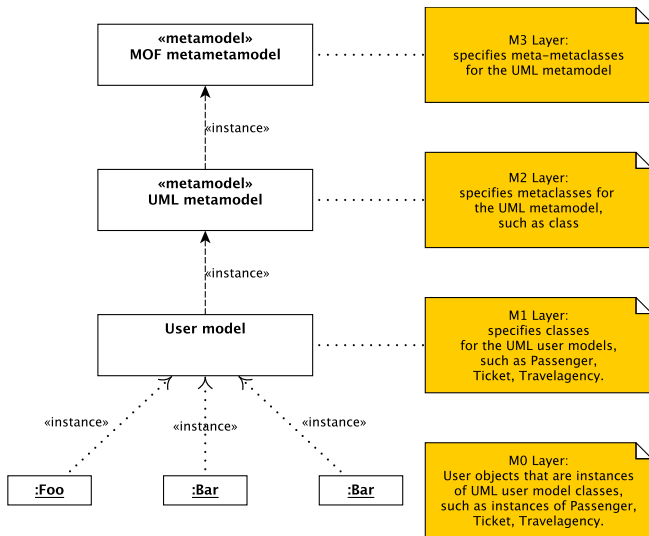 «metamodel»
MOF metametamodel
M3 Layer:
specifies meta-metaclasses
for the UML metamodel
«instance»
«metamodel»
UML metamodel
M2 Layer:
specifies metaclasses for
the UML metamodel,
such as class
«instance»
User model
M1 Layer:
specifies classes
for the UML user models,
such as Passenger,
Ticket, Travelagency.
«instance»
«instance»
«instance»
:Foo
:Bar
:Bar
M0 Layer:
User objects that are instances
of UML user model classes,
such as instances of Passenger,
Ticket, Travelagency.